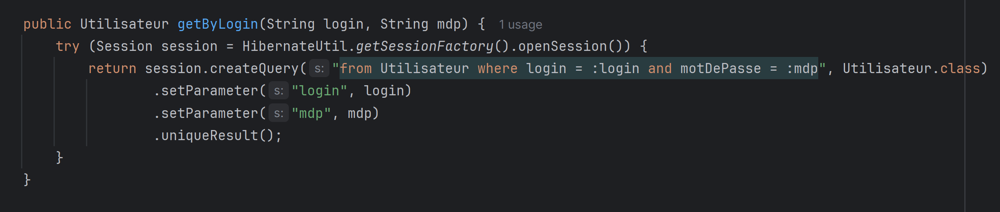 public Utilisateur getByLogin(String login, String mdp) { 1 usage
try (Session session = HibernateUtil.getSessionFactory().openSession()) {
return session.createQuery( s: "from Utilisateur where login = :login and motDePasse = :mdp", Utilisateur.class)
.setParameter( s: "login", login)
.setParameter( s: "mdp", mdp)
.uniqueResult();
}
}